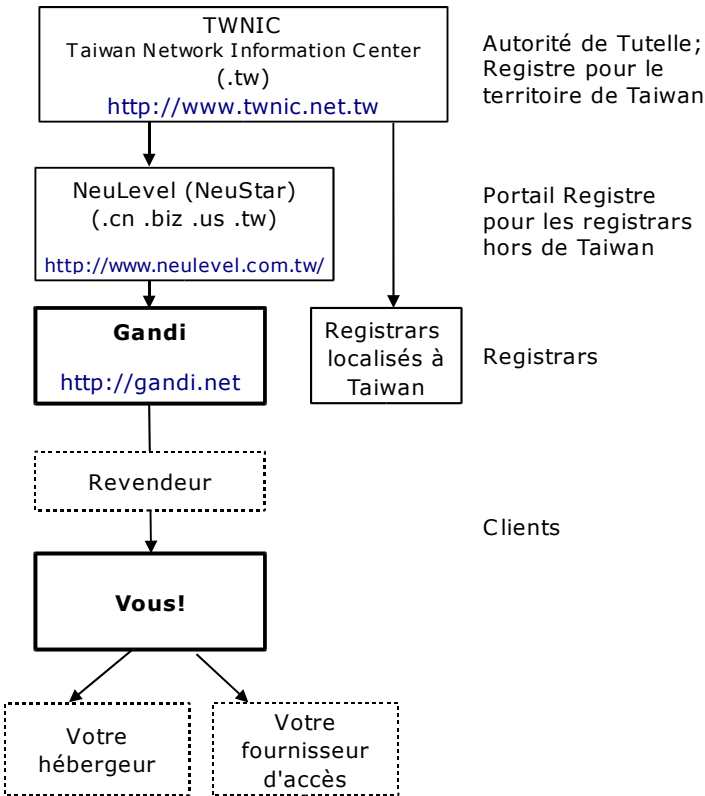 TWNIC
Taiwan Network Information Center
(.tw)
http://www.twnic.net.tw
Autorité de Tutelle;
Registre pour le
territoire de Taiwan
NeuLevel (NeuStar)
(.cn .biz .us .tw)
http://www.neulevel.com.tw/
Portail Registre
pour les registrars
hors de Taiwan
Gandi
http://gandi.net
Registrars
localisés à
Taiwan
Registrars
Revendeur
Clients
Vous!
Votre
hébergeur
Votre
fournisseur
d'accès